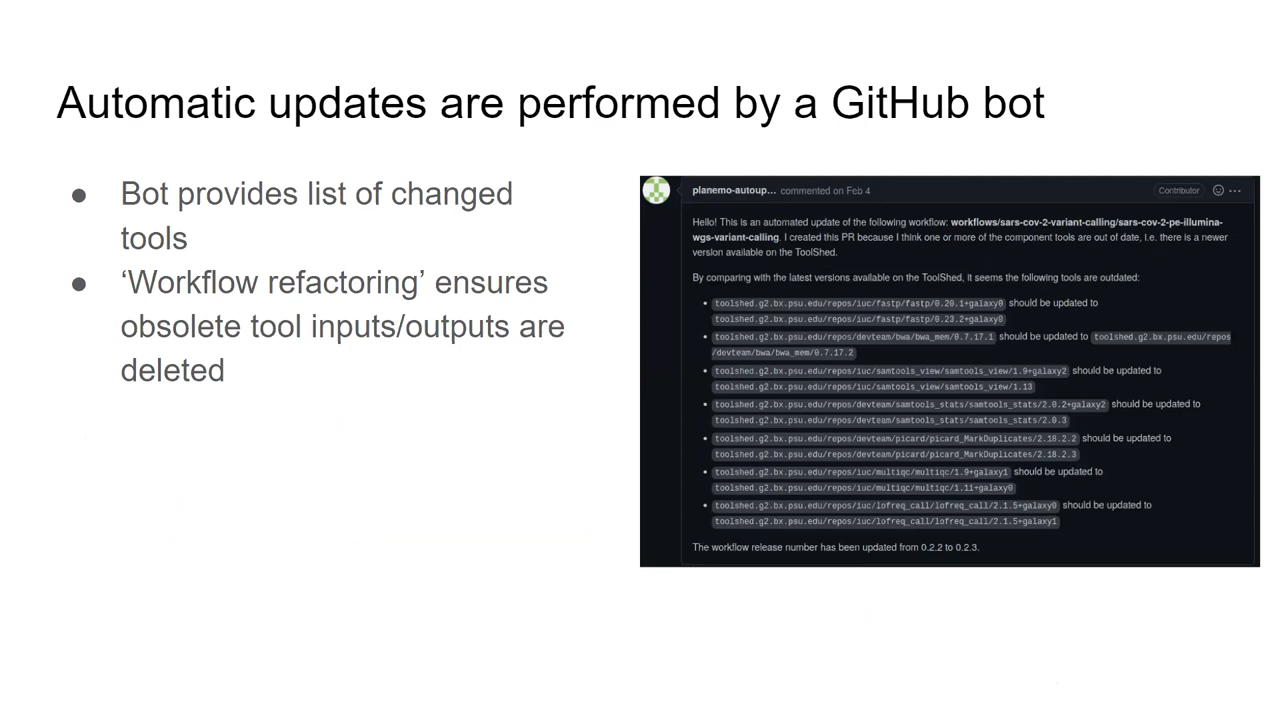 Automatic updates are performed by a GitHub bot
● Bot provides list of changed
tools
● ‘Workflow refactoring’ ensures
obsolete tool inputs/outputs are
deleted
planemo-autoup... commented on Feb 4 Contributor
Hello! This is an automated update of the following workflow: workflows/sars-cov-2-variant-calling/sars-cov-2-pe-illumina-
wgs-variant-calling. I created this PR because I think one or more of the component tools are out of date, i.e. there is a newer
version available on the ToolShed.
By comparing with the latest versions available on the ToolShed, it seems the following tools are outdated:
• toolshed.g2.bx.psu.edu/repos/iuc/fastp/fastp/0.20.1+galaxy0 should be updated to
toolshed.g2.bx.psu.edu/repos/iuc/fastp/fastp/0.23.2+galaxy0
• toolshed.g2.bx.psu.edu/repos/devteam/bwa/bwa_mem/0.7.17.1 should be updated to toolshed.g2.bx.psu.edu/repos
/devteam/bwa/bwa_mem/0.7.17.2
• toolshed.g2.bx.psu.edu/repos/iuc/samtools_view/samtools_view/1.9+galaxy2 should be updated to
toolshed.g2.bx.psu.edu/repos/iuc/samtools_view/samtools_view/1.13
• toolshed.g2.bx.psu.edu/repos/devteam/samtools_stats/samtools_stats/2.0.2+galaxy2 should be updated to
toolshed.g2.bx.psu.edu/repos/devteam/samtools_stats/samtools_stats/2.0.3
• toolshed.g2.bx.psu.edu/repos/devteam/picard/picard_MarkDuplicates/2.18.2.2 should be updated to
toolshed.g2.bx.psu.edu/repos/devteam/picard/picard_MarkDuplicates/2.18.2.3
• toolshed.g2.bx.psu.edu/repos/iuc/multiqc/multiqc/1.9+galaxy1 should be updated to
toolshed.g2.bx.psu.edu/repos/iuc/multiqc/multiqc/1.11+galaxy0
• toolshed.g2.bx.psu.edu/repos/iuc/lofreq_call/lofreq_call/2.1.5+galaxy0 should be updated to
toolshed.g2.bx.psu.edu/repos/iuc/lofreq_call/lofreq_call/2.1.5+galaxy1
The workflow release number has been updated from 0.2.2 to 0.2.3.